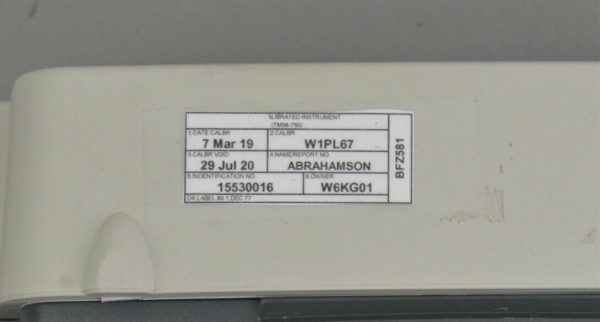 CALIBRATED INSTRUMENT
(TM38-750)
1.DATE CALBR 2.CALBR
7 Mar 19 W1PL67
3.CALBR VOID 4.NAME/REPORT NO.
29 Jul 20 ABRAHAMSON
5.INDENTIFICATION NO. 6.OWNER
15530016 W6KG01
DA LABEL 80 1 DEC 77
BFZ581